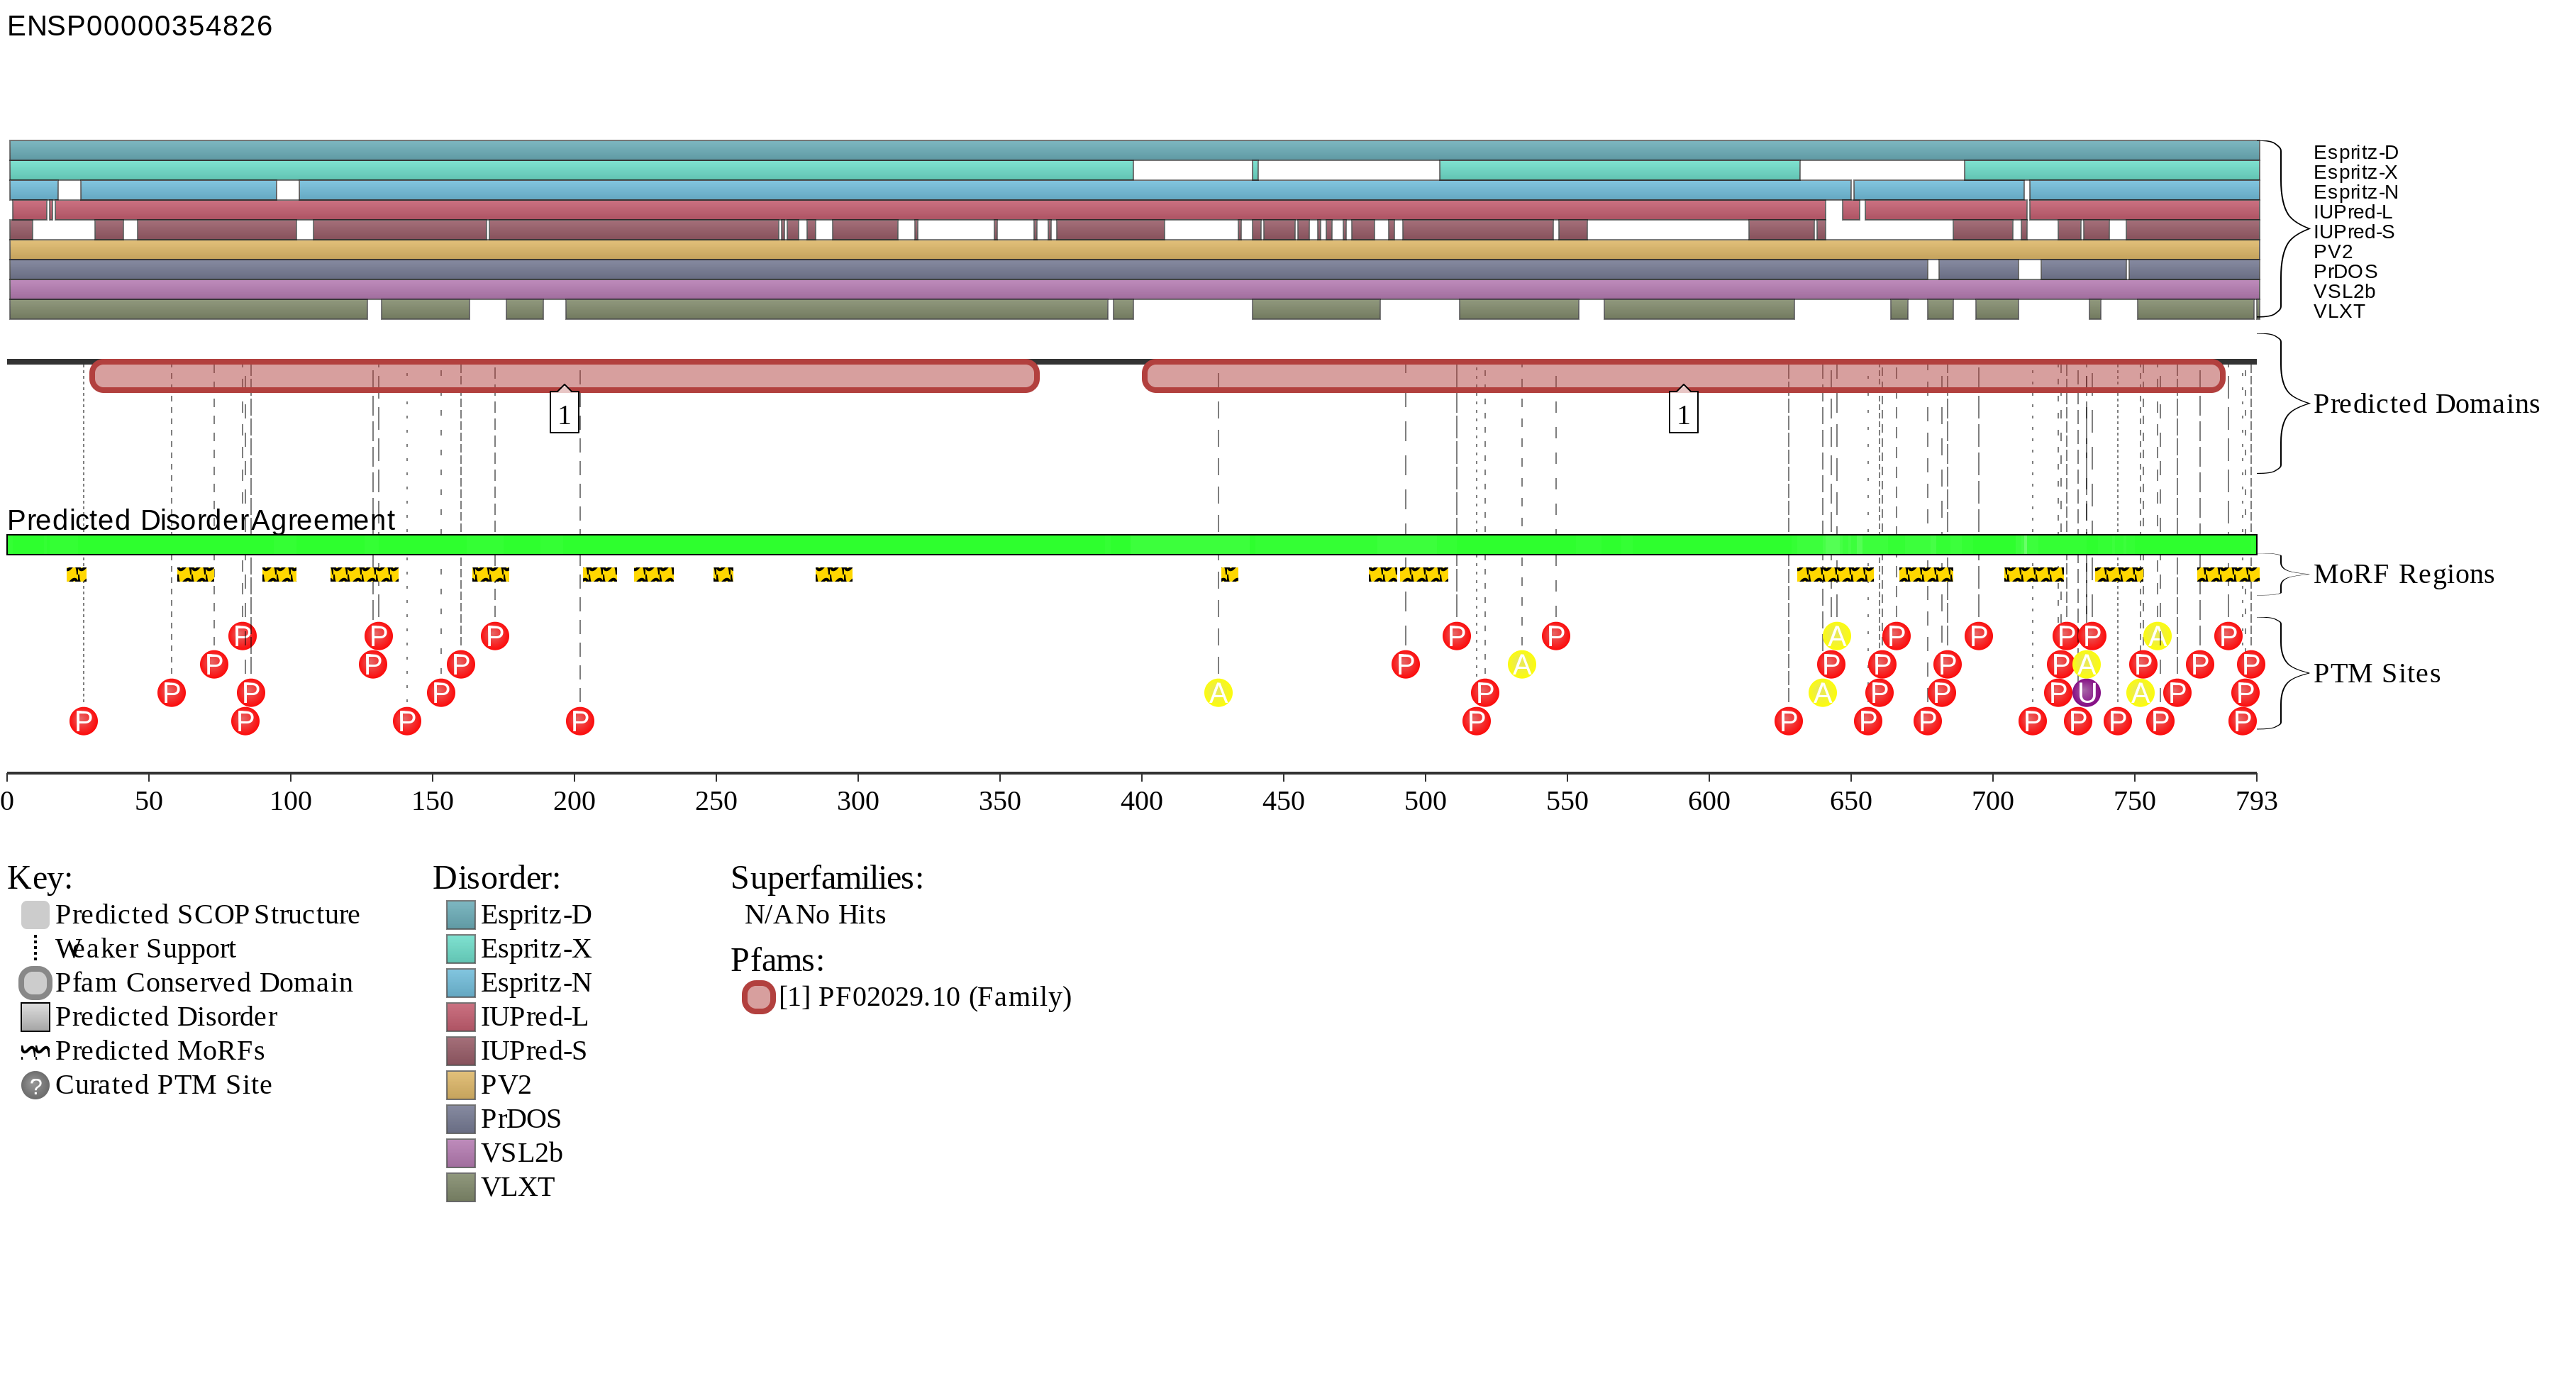 ENSP00000354826
Espritz-D
Espritz-X
Espritz-N
IUPred-L
IUPred-S
PV2
PrDOS
VSL2b
VLXT
1 1
Predicted Domains
Predicted Disorder Agreement
MoRF Regions
P P P P P P P P A P P P P P A P
P P P P A P P P P A P P P
P P P A P A P P P U A P P
P P P P P P P P P P P P P
PTM Sites
0 50 100 150 200 250 300 350 400 450 500 550 600 650 700 750 793
Key:
Predicted SCOP Structure
Weaker Support
Pfam Conserved Domain
Predicted Disorder
Predicted MoRFs
? Curated PTM Site
Disorder:
Espritz-D
Espritz-X
Espritz-N
IUPred-L
IUPred-S
PV2
PrDOS
VSL2b
VLXT
Superfamilies:
N/A No Hits
Pfams:
[1] PF02029.10 (Family)